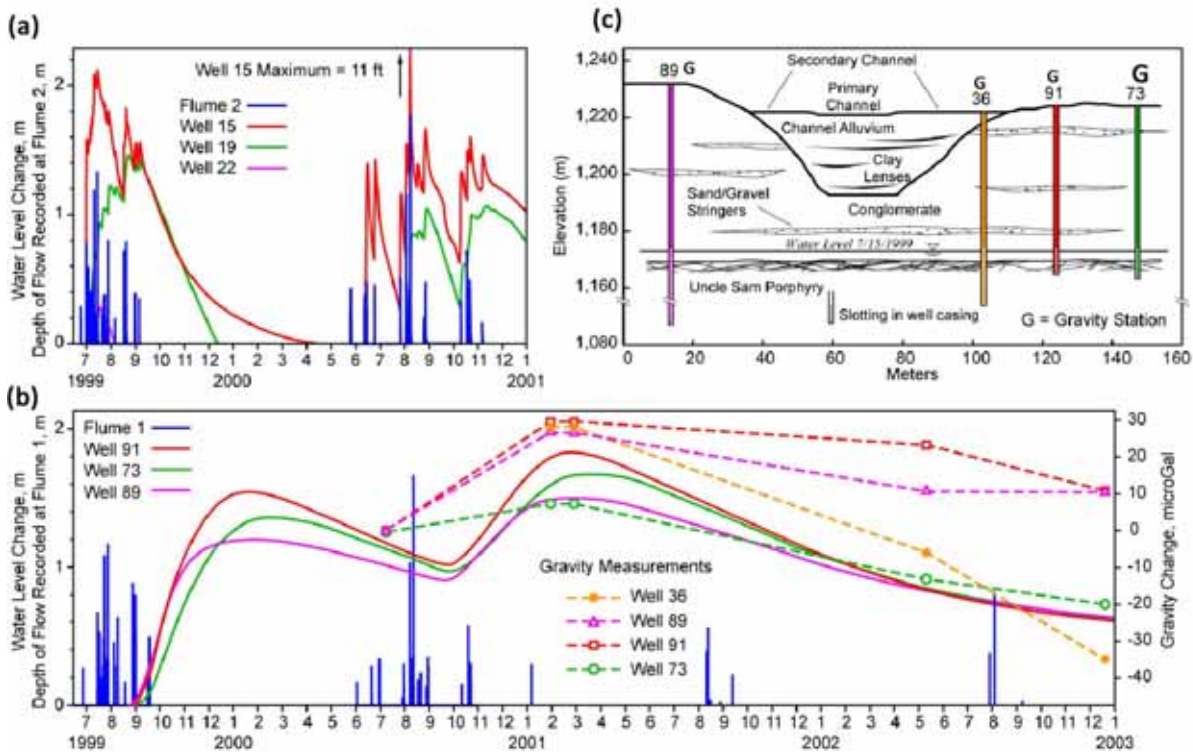 (a)
Water Level Change, m
Depth of Flow Recorded at Flume 2, m
2
1
0
Well 15 Maximum = 11 ft
Flume 2
Well 15
Well 19
Well 22
7 8 9 10 11 12 1 2 3 4 5 6 7 8 9 10 11 12 1
1999 2000 2001
(c)
Elevation (m)
1,240
1,220
1,200
1,180
1,160
1,080
89 G
Secondary Channel
G
36
G
91
G
73
Primary
Channel
Channel Alluvium
Clay
Lenses
Sand/Gravel
Stringers
Conglomerate
Water Level 7/15/1999
Uncle Sam Porphyry
Slotting in well casing
G = Gravity Station
0 20 40 60 80 100 120 140 160
Meters
(b)
Water Level Change, m
Depth of Flow Recorded at Flume 1, m
2
1
0
Flume 1
Well 91
Well 73
Well 89
Gravity Measurements
Well 36
Well 89
Well 91
Well 73
30
20
10
0
-10
-20
-30
-40
Gravity Change, microGal
7 8 9 10 11 12 1 2 3 4 5 6 7 8 9 10 11 12 1 2 3 4 5 6 7 8 9 10 11 12 1 2 3 4 5 6 7 8 9 10 11 12 1
1999 2000 2001 2002 2003